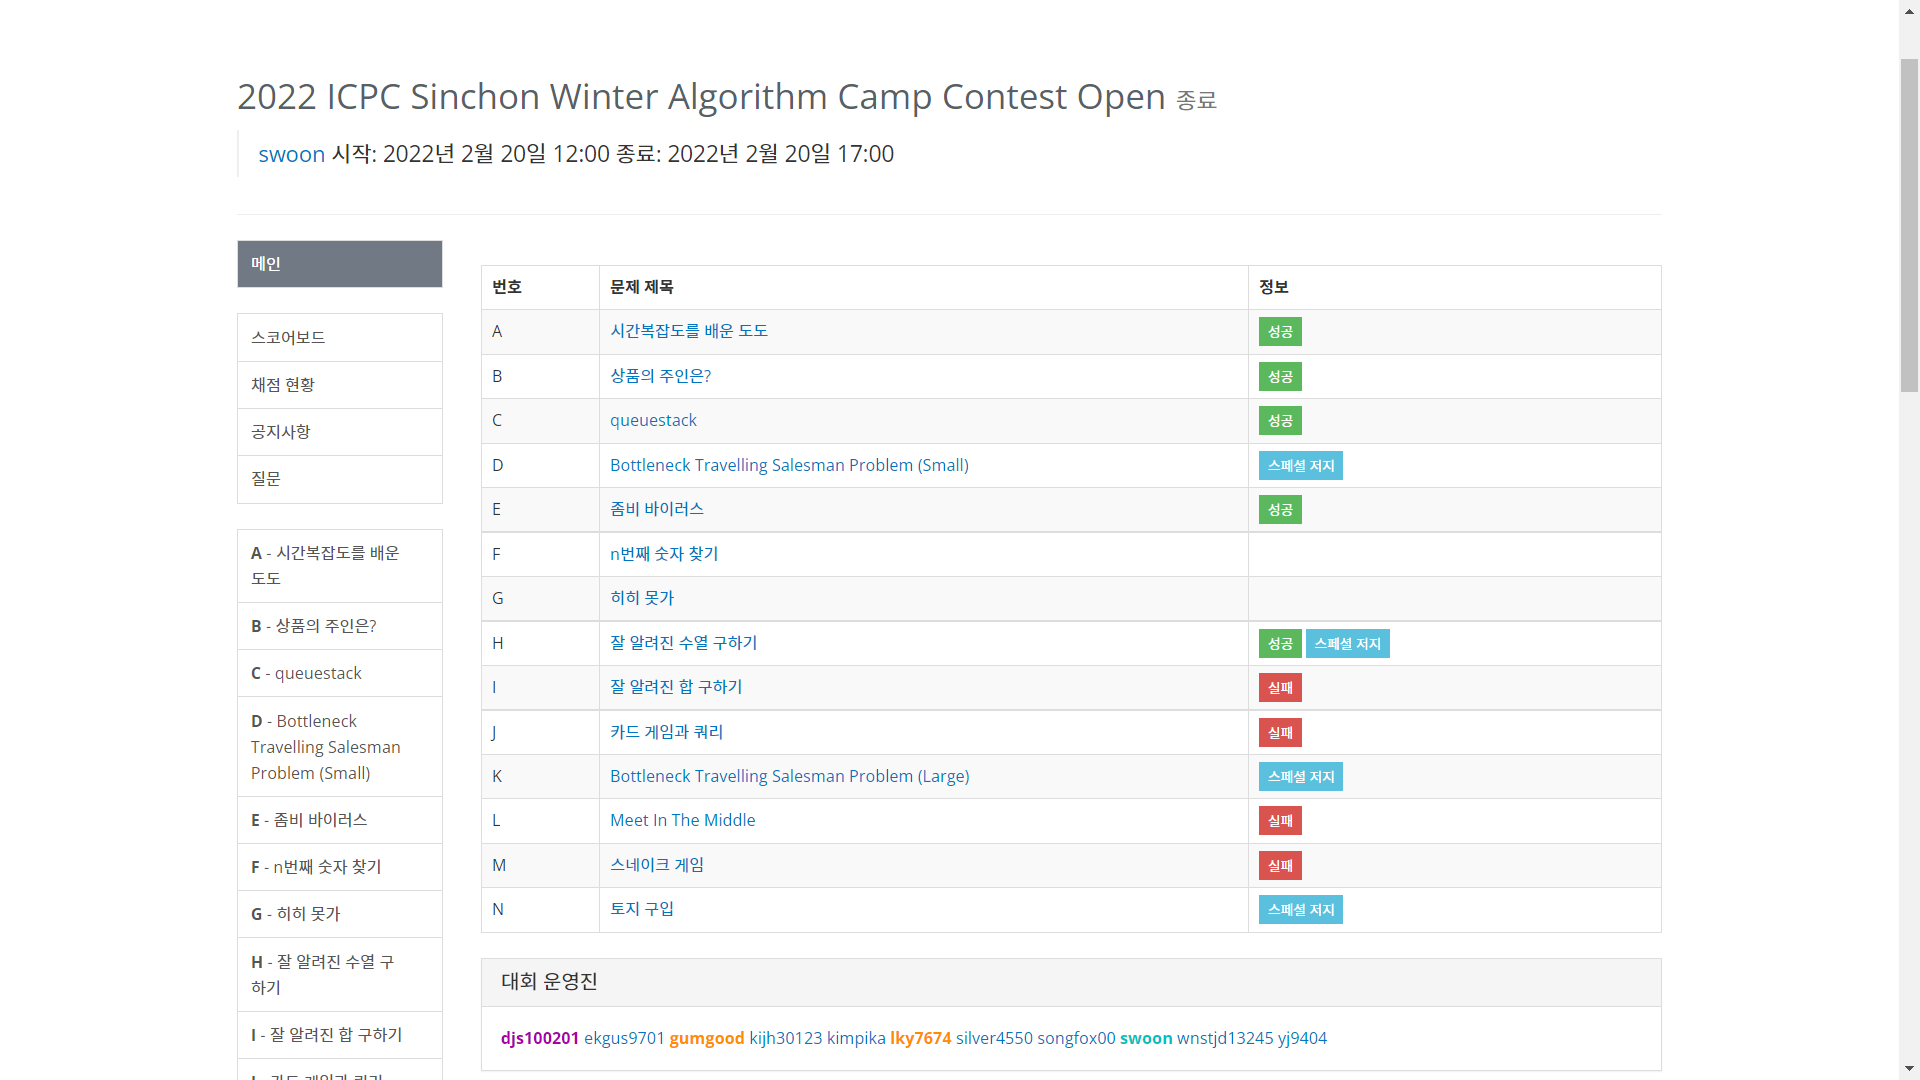 2022 ICPC Sinchon Winter Algorithm Camp Contest Open 종료
swoon 시작: 2022년 2월 20일 12:00 종료: 2022년 2월 20일 17:00
메인
스코어보드
채점 현황
공지사항
질문
A - 시간복잡도를 배운
도도
B - 상품의 주인은?
C - queuestack
D - Bottleneck
Travelling Salesman
Problem (Small)
E - 좀비 바이러스
F - n번째 숫자 찾기
G - 히히 못가
H - 잘 알려진 수열 구
하기
I - 잘 알려진 합 구하기
J - 카드 게임과 쿼리
번호 문제 제목 정보
A 시간복잡도를 배운 도도 성공
B 상품의 주인은? 성공
C queuestack 성공
D Bottleneck Travelling Salesman Problem (Small) 스페셜 저지
E 좀비 바이러스 성공
F n번째 숫자 찾기
G 히히 못가
H 잘 알려진 수열 구하기 성공 스페셜 저지
I 잘 알려진 합 구하기 실패
J 카드 게임과 쿼리 실패
K Bottleneck Travelling Salesman Problem (Large) 스페셜 저지
L Meet In The Middle 실패
M 스네이크 게임 실패
N 토지 구입 스페셜 저지
대회 운영진
djs100201 ekgus9701 gumgood kijh30123 kimpika lky7674 silver4550 songfox00 swoon wnstjd13245 yj9404